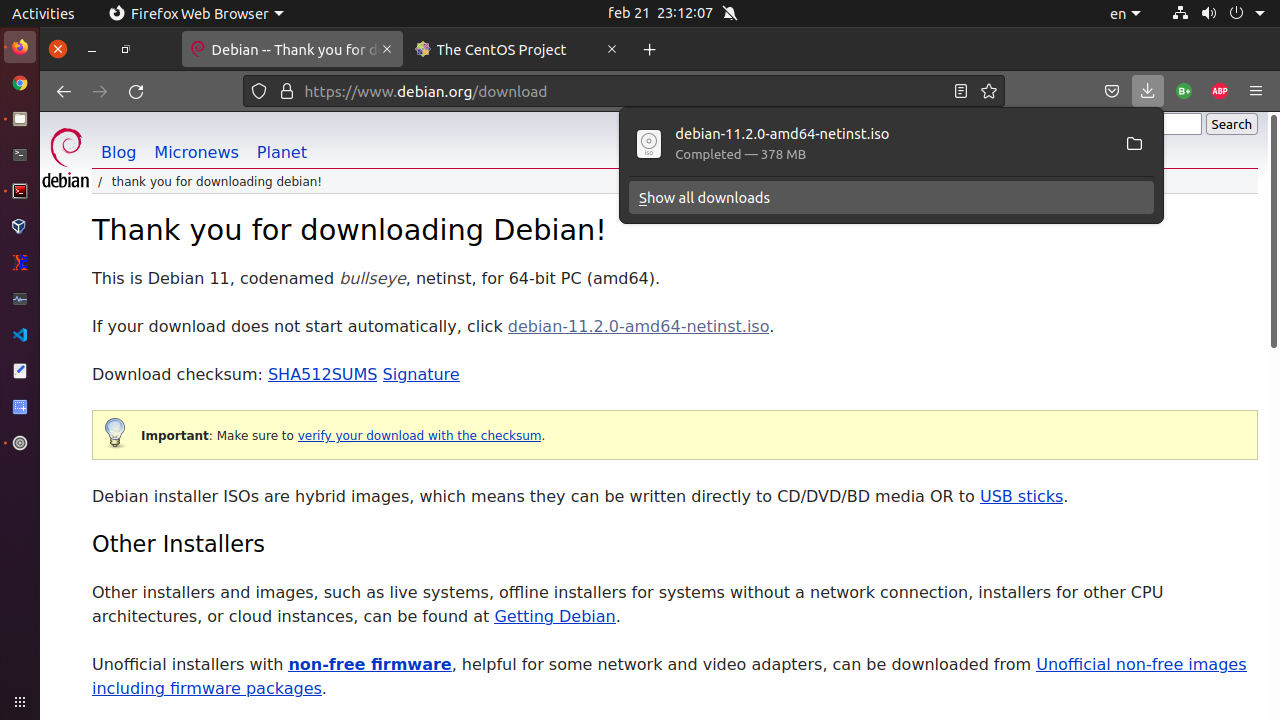 Activities
Firefox Web Browser
feb 21 23:12:07
en
Debian -- Thank you for d
The CentOS Project
https://www.debian.org/download
B+
ABP
debian-11.2.0-amd64-netinst.iso
Completed — 378 MB
iso
Show all downloads
Search
debian
Blog
Micronews
Planet
/ thank you for downloading debian!
Thank you for downloading Debian!
This is Debian 11, codenamed bullseye, netinst, for 64-bit PC (amd64).
If your download does not start automatically, click debian-11.2.0-amd64-netinst.iso.
Download checksum: SHA512SUMS Signature
Important: Make sure to verify your download with the checksum.
Debian installer ISOs are hybrid images, which means they can be written directly to CD/DVD/BD media OR to USB sticks.
Other Installers
Other installers and images, such as live systems, offline installers for systems without a network connection, installers for other CPU
architectures, or cloud instances, can be found at Getting Debian.
Unofficial installers with non-free firmware, helpful for some network and video adapters, can be downloaded from Unofficial non-free images
including firmware packages.